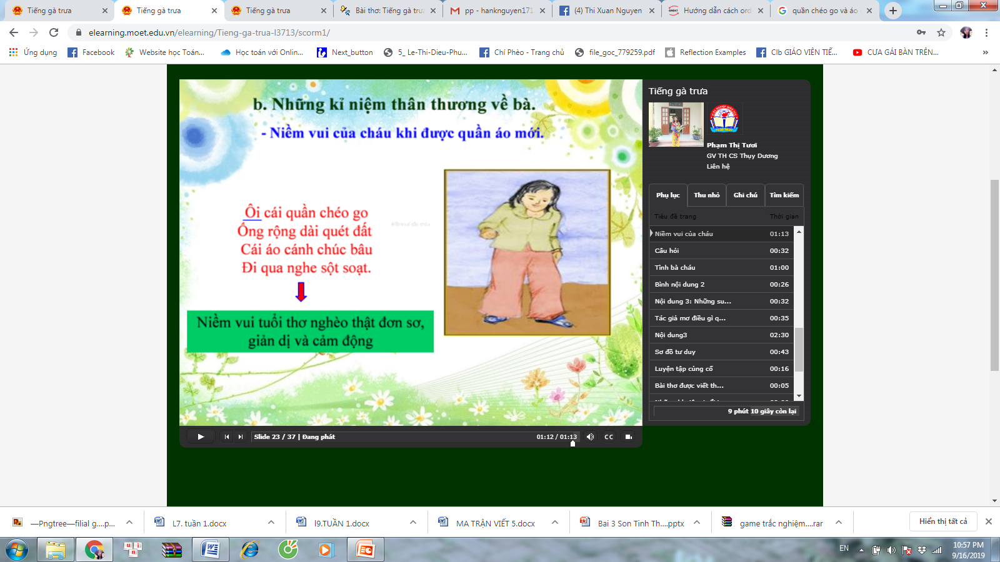 Tiếng gà trưa
Tiếng gà trưa
Tiếng gà trưa
Bài thơ: Tiếng gà trư
pp - hanknguyen171
(4) Thi Xuan Nguyen
Hướng dẫn cách ord
quần chéo go và áo
elearning.moet.edu.vn/elearning/Tieng-ga-trua-l3713/scorm1/
Ứng dụng
Facebook
Website học Toán...
Học toán với Onlin...
Next_button
5_ Le-Thi-Dieu-Phu...
Chí Phèo - Trang chủ
file_goc_779259.pdf
Reflection Examples
Clb GIÁO VIÊN TIẾ...
CƯA GÁI BÀN TRÊN...
»
b. Những kỉ niệm thân thương về bà.
- Niềm vui của cháu khi được quần áo mới.
Ôi cái quần chéo go
Ống rộng dài quét đất
Cái áo cánh chúc bâu
Đi qua nghe sột soạt.
Niềm vui tuổi thơ nghèo thật đơn sơ,
giản dị và cảm động
Slide 23 / 37 | Đang phát
01:12 / 01:13
CC
Tiếng gà trưa
Phạm Thị Tươi
GV TH CS Thụy Dương
Liên hệ
Phụ lục
Thu nhỏ
Ghi chú
Tìm kiếm
Tiêu đề trang
Thời gian
Niềm vui của cháu 01:13
Câu hỏi 00:32
Tình bà cháu 01:00
Bình nội dung 2 00:26
Nội dung 3: Những su... 00:32
Tác giả mơ điều gì q... 00:35
Nội dung3 02:30
Sơ đồ tư duy 00:43
Luyện tập củng cố 00:16
Bài thơ được viết th... 00:05
9 phút 10 giây còn lại
—Pngtree—filial g....p...
L7. tuần 1.docx
l9.TUẦN 1.docx
MA TRẬN VIẾT 5.docx
Bai 3 Son Tinh Th....pptx
game trắc nghiệm....rar
Hiển thị tất cả
EN
10:57 PM
9/16/2019